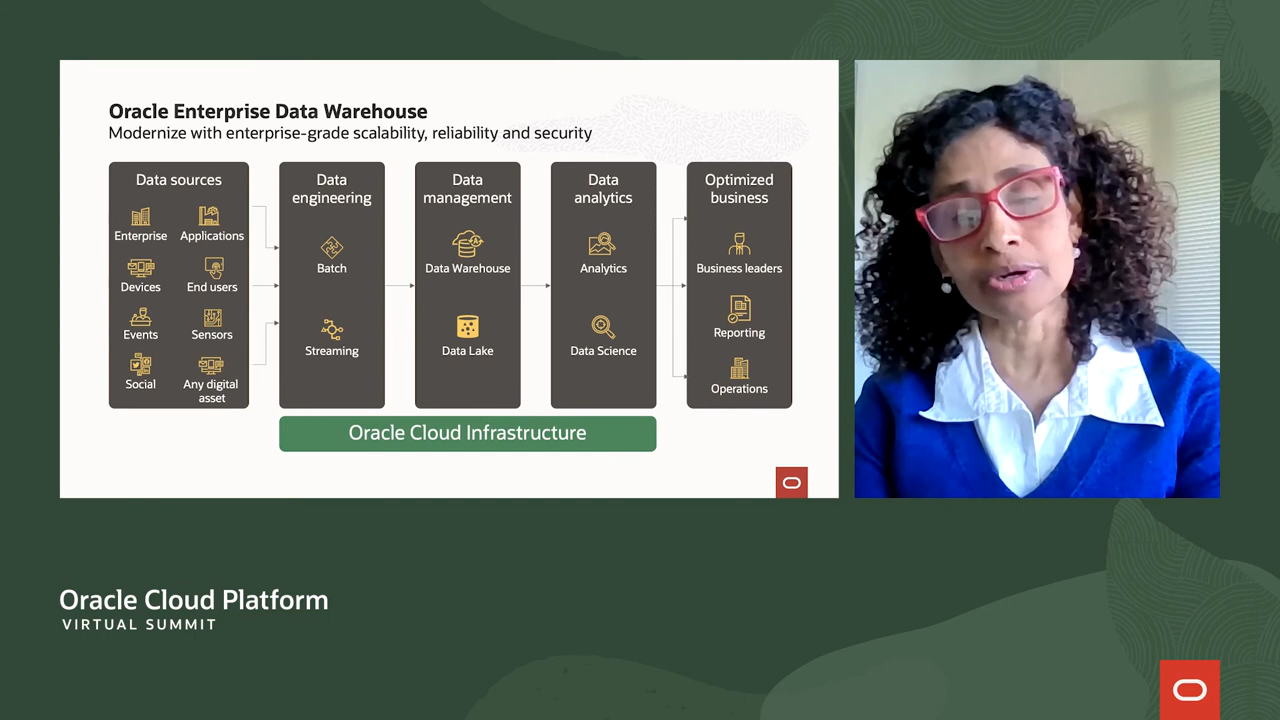 Oracle Enterprise Data Warehouse
Modernize with enterprise-grade scalability, reliability and security
Data sources
Enterprise
Applications
Devices
End users
Events
Sensors
Social
Any digital
asset
Data
engineering
Batch
Streaming
Data
management
Data Warehouse
Data Lake
Data
analytics
Analytics
Data Science
Optimized
business
Business leaders
Reporting
Operations
Oracle Cloud Infrastructure
Oracle Cloud Platform
VIRTUAL SUMMIT